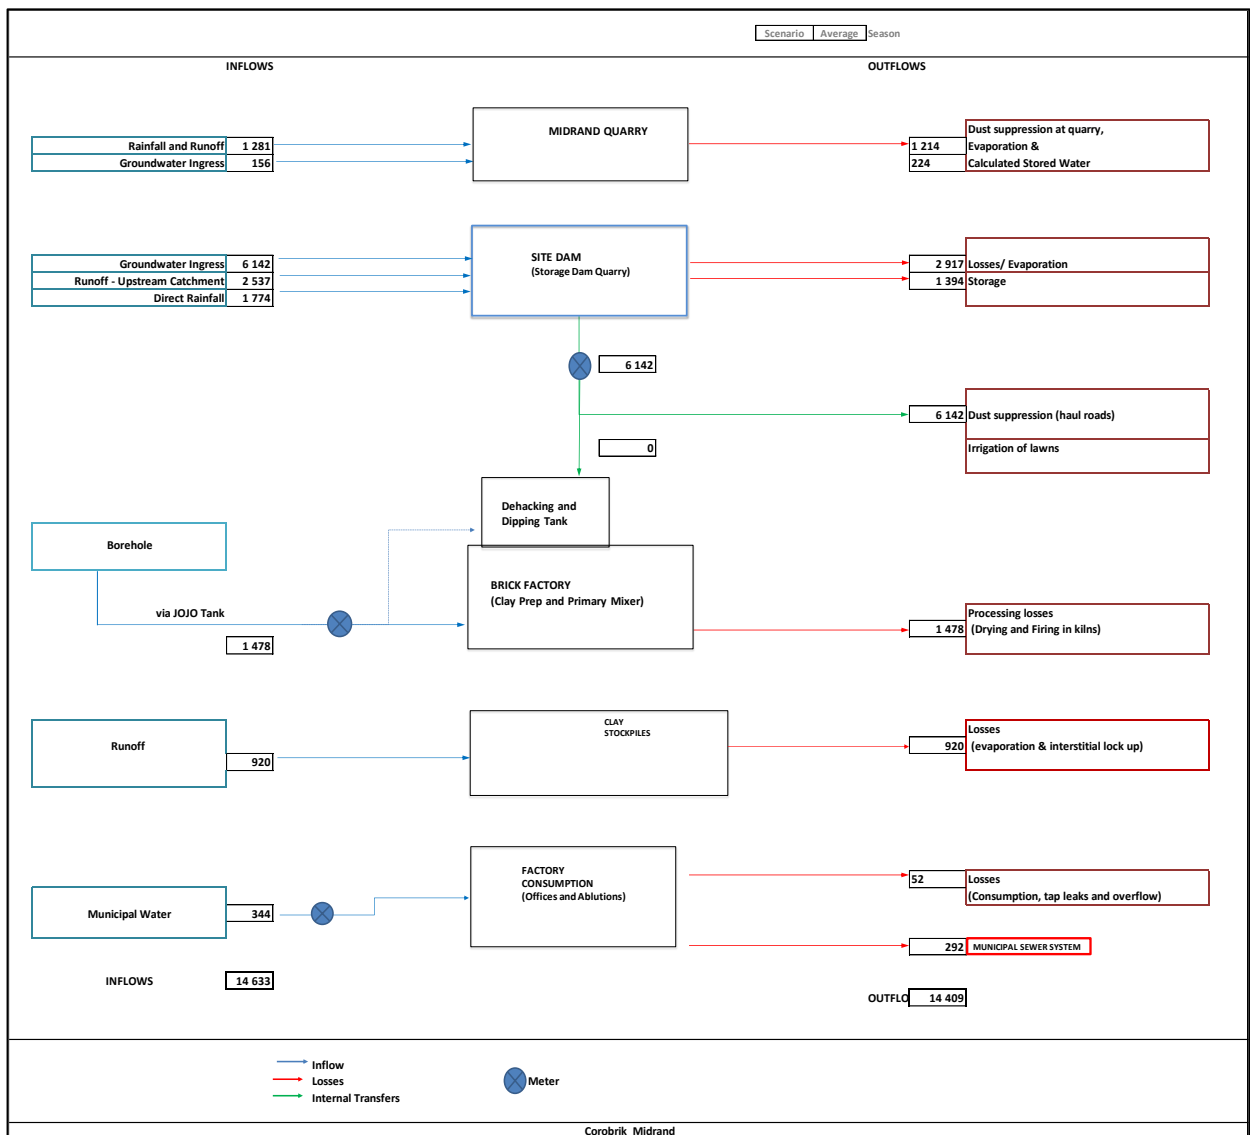 Scenario Average Season
INFLOWS OUTFLOWS
MIDRAND QUARRY
Rainfall and Runoff 1 281
Groundwater Ingress 156
Dust suppression at quarry,
1 214 Evaporation &
224 Calculated Stored Water
Groundwater Ingress 6 142
Runoff - Upstream Catchment 2 537
Direct Rainfall 1 774
SITE DAM
(Storage Dam Quarry)
2 917 Losses/ Evaporation
1 394 Storage
6 142
6 142 Dust suppression (haul roads)
0
Irrigation of lawns
Dehacking and
Dipping Tank
Borehole
via JOJO Tank
1 478
BRICK FACTORY
(Clay Prep and Primary Mixer)
Processing losses
1 478 (Drying and Firing in kilns)
Runoff
920
CLAY
STOCKPILES
Losses
920 (evaporation & interstitial lock up)
Municipal Water 344
FACTORY
CONSUMPTION
(Offices and Ablutions)
52 Losses
(Consumption, tap leaks and overflow)
292 MUNICIPAL SEWER SYSTEM
INFLOWS 14 633
OUTFLO 14 409
Inflow
Losses
Internal Transfers
Meter
Corobrik Midrand